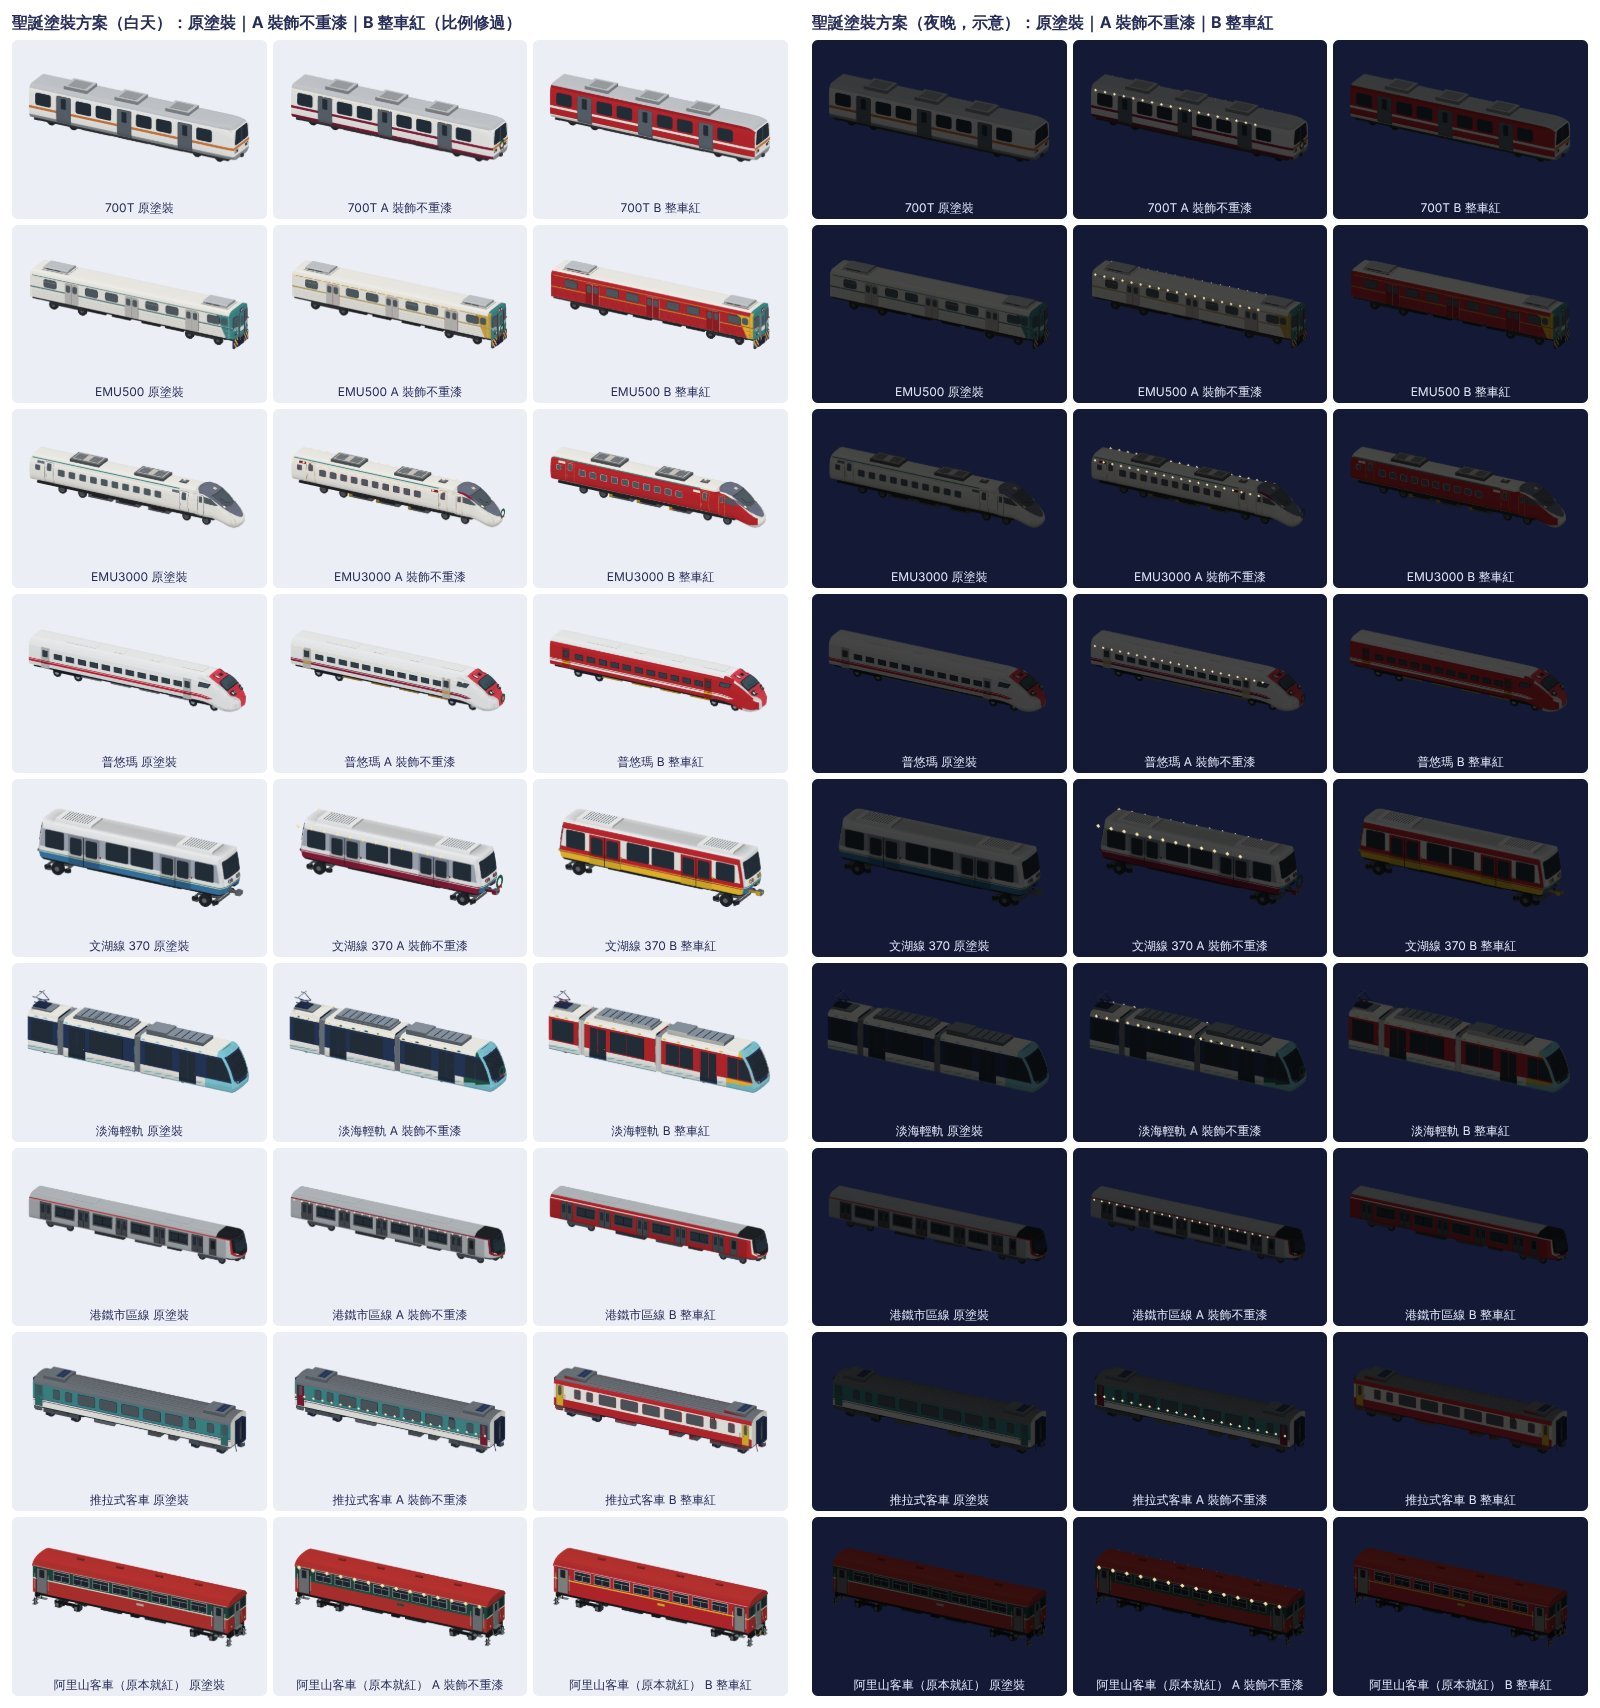 聖誕塗裝方案（白天）：原塗裝｜A 裝飾不重漆｜B 整車紅（比例修過）
700T 原塗裝
700T A 裝飾不重漆
700T B 整車紅
EMU500 原塗裝
EMU500 A 裝飾不重漆
EMU500 B 整車紅
EMU3000 原塗裝
EMU3000 A 裝飾不重漆
EMU3000 B 整車紅
普悠瑪 原塗裝
普悠瑪 A 裝飾不重漆
普悠瑪 B 整車紅
文湖線 370 原塗裝
文湖線 370 A 裝飾不重漆
文湖線 370 B 整車紅
淡海輕軌 原塗裝
淡海輕軌 A 裝飾不重漆
淡海輕軌 B 整車紅
港鐵市區線 原塗裝
港鐵市區線 A 裝飾不重漆
港鐵市區線 B 整車紅
推拉式客車 原塗裝
推拉式客車 A 裝飾不重漆
推拉式客車 B 整車紅
阿里山客車（原本就紅） 原塗裝
阿里山客車（原本就紅） A 裝飾不重漆
阿里山客車（原本就紅） B 整車紅
聖誕塗裝方案（夜晚，示意）：原塗裝｜A 裝飾不重漆｜B 整車紅
700T 原塗裝
700T A 裝飾不重漆
700T B 整車紅
EMU500 原塗裝
EMU500 A 裝飾不重漆
EMU500 B 整車紅
EMU3000 原塗裝
EMU3000 A 裝飾不重漆
EMU3000 B 整車紅
普悠瑪 原塗裝
普悠瑪 A 裝飾不重漆
普悠瑪 B 整車紅
文湖線 370 原塗裝
文湖線 370 A 裝飾不重漆
文湖線 370 B 整車紅
淡海輕軌 原塗裝
淡海輕軌 A 裝飾不重漆
淡海輕軌 B 整車紅
港鐵市區線 原塗裝
港鐵市區線 A 裝飾不重漆
港鐵市區線 B 整車紅
推拉式客車 原塗裝
推拉式客車 A 裝飾不重漆
推拉式客車 B 整車紅
阿里山客車（原本就紅） 原塗裝
阿里山客車（原本就紅） A 裝飾不重漆
阿里山客車（原本就紅） B 整車紅